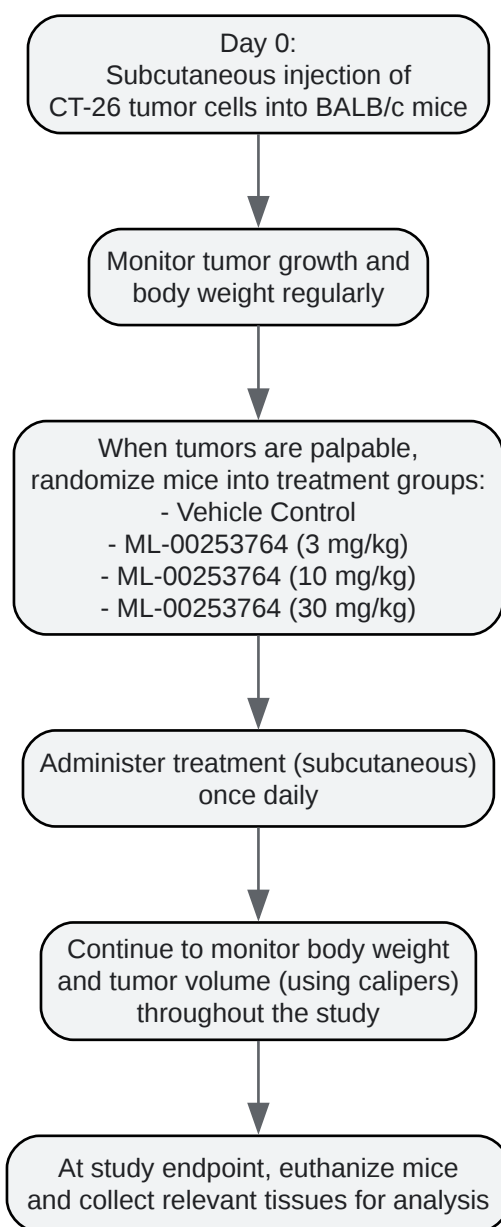 Day 0:
Subcutaneous injection of
CT-26 tumor cells into BALB/c mice
Monitor tumor growth and
body weight regularly
When tumors are palpable,
randomize mice into treatment groups:
- Vehicle Control
- ML-00253764 (3 mg/kg)
- ML-00253764 (10 mg/kg)
- ML-00253764 (30 mg/kg)
Administer treatment (subcutaneous)
once daily
Continue to monitor body weight
and tumor volume (using calipers)
throughout the study
At study endpoint, euthanize mice
and collect relevant tissues for analysis